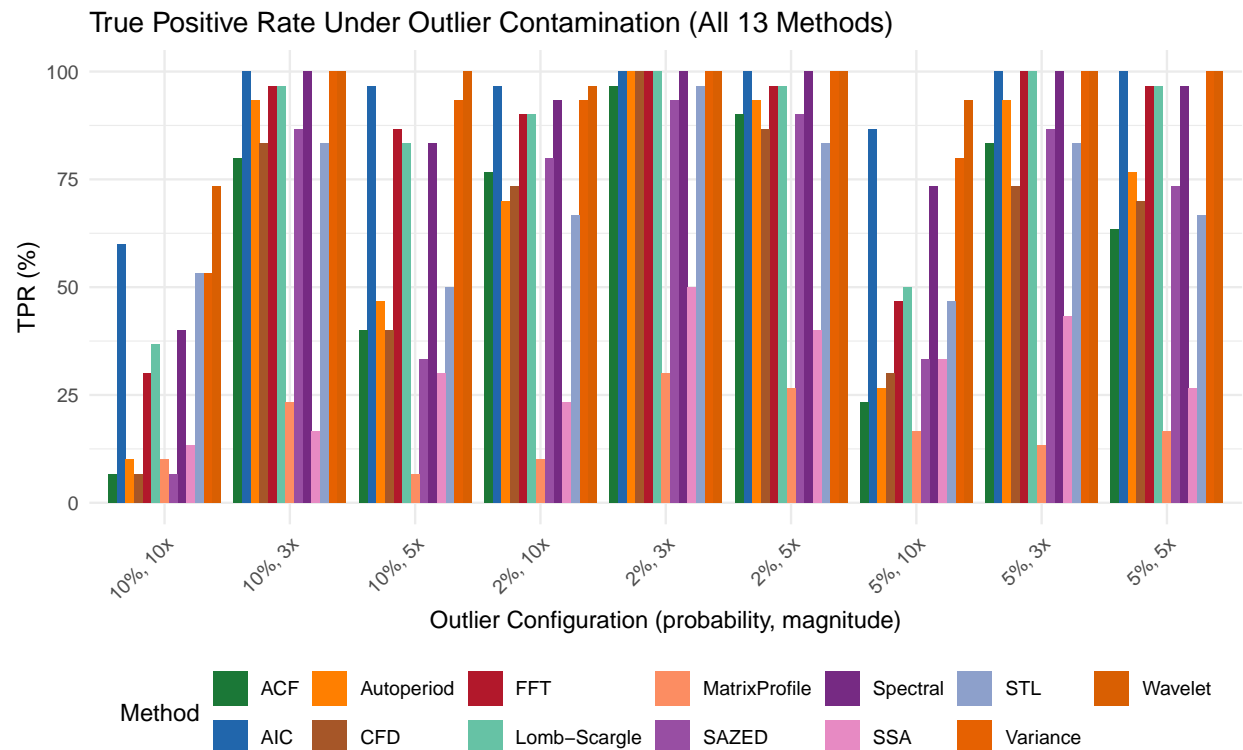 True Positive Rate Under Outlier Contamination (All 13 Methods)
100
75
50
25
0
TPR (%)
10%, 10x
10%, 3x
10%, 5x
2%, 10x
2%, 3x
2%, 5x
5%, 10x
5%, 3x
5%, 5x
Outlier Configuration (probability, magnitude)
Method
ACF
Autoperiod
FFT
MatrixProfile
Spectral
STL
Wavelet
AIC
CFD
Lomb−Scargle
SAZED
SSA
Variance